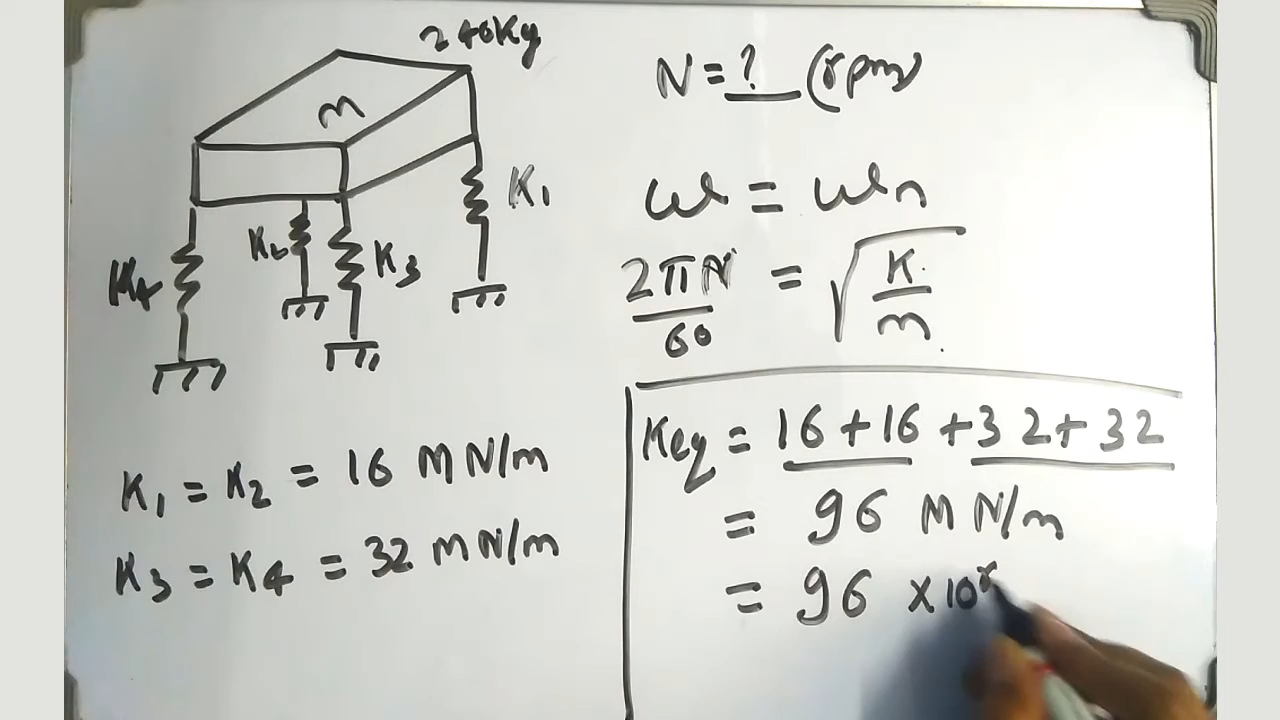 240Kg
m
K1
K2
K3
K4
K1 = K2 = 16 MN/m
K3 = K4 = 32 MN/m
N = ? (rpm)
ω = ωn
2πN/60 = √K/m
Keq = 16 + 16 + 32 + 32
= 96 MN/m
= 96 × 10